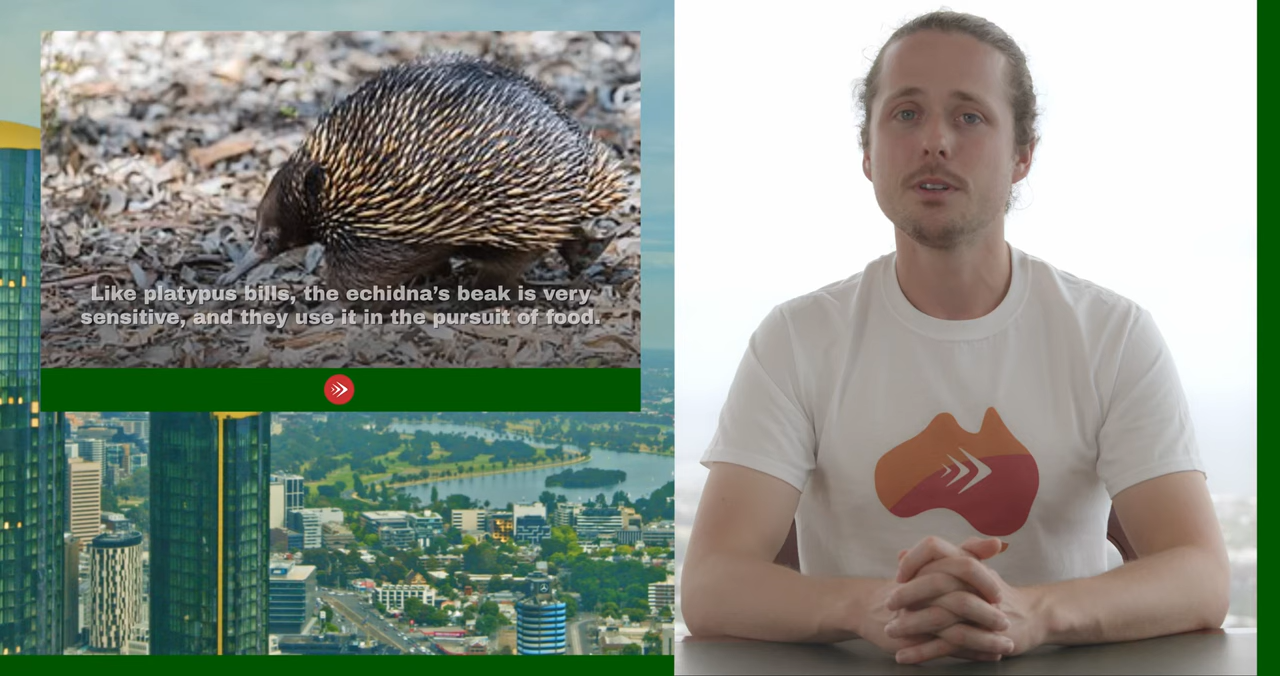 Like platypus bills, the echidna’s beak is very
sensitive, and they use it in the pursuit of food.